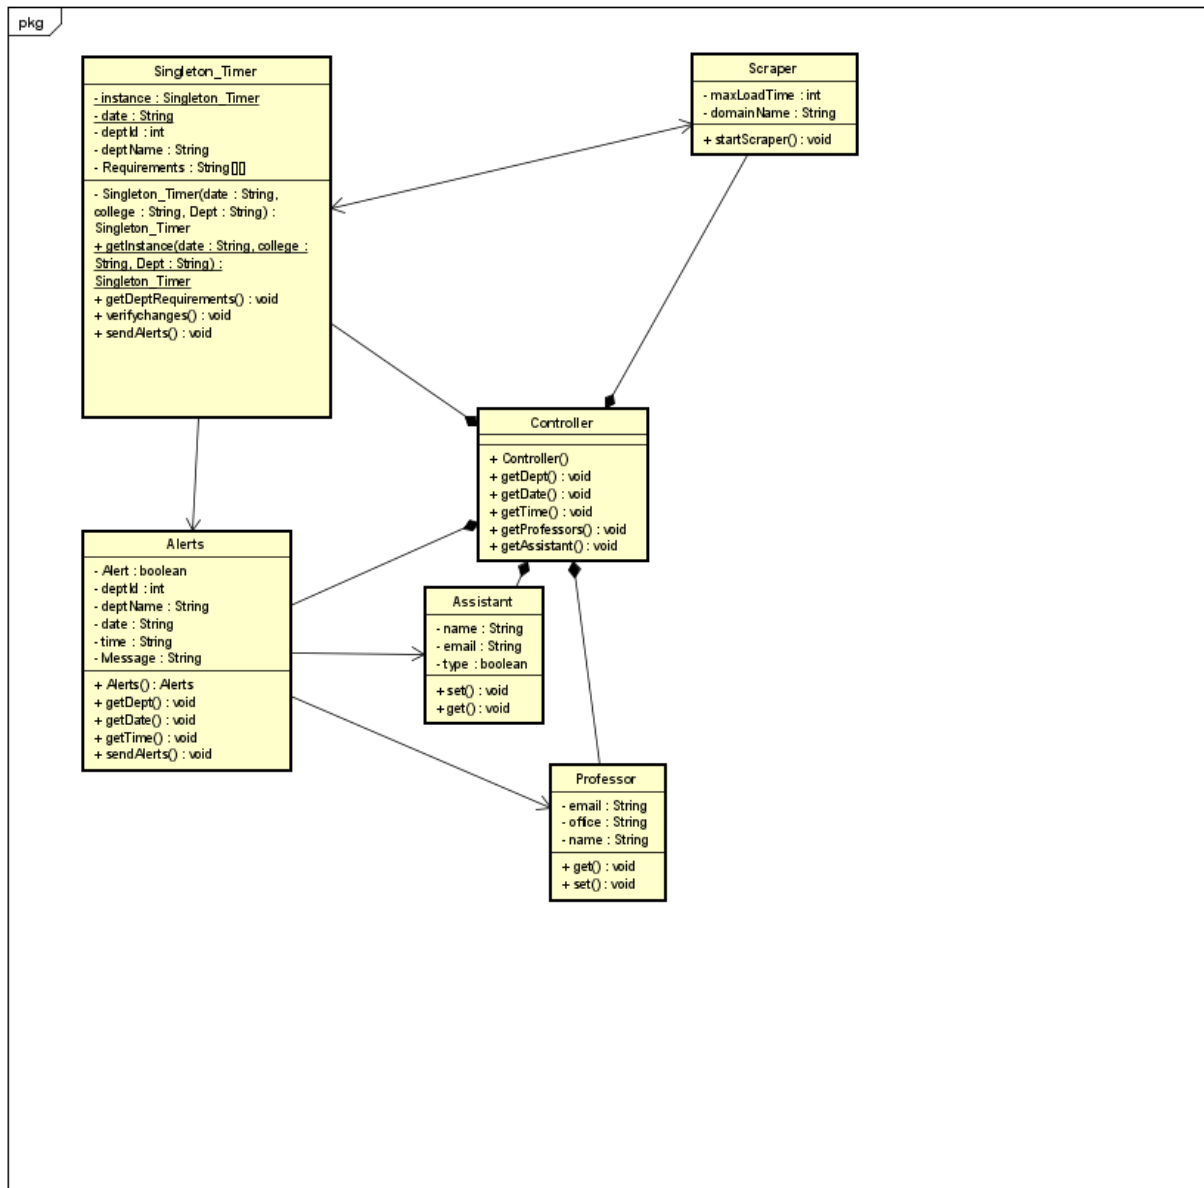 pkg
Singleton_Timer
- instance : Singleton_Timer
- date : String
- deptId : int
- deptName : String
- Requirements : String[][]
- Singleton_Timer(date : String,
college : String, Dept : String) :
Singleton_Timer
+ getInstance(date : String, college :
String, Dept : String) :
Singleton_Timer
+ getDeptRequirements() : void
+ verifychanges() : void
+ sendAlerts() : void
Scraper
- maxLoadTime : int
- domainName : String
+ startScraper() : void
Controller
+ Controller()
+ getDept() : void
+ getDate() : void
+ getTime() : void
+ getProfessors() : void
+ getAssistant() : void
Alerts
- Alert : boolean
- deptId : int
- deptName : String
- date : String
- time : String
- Message : String
+ Alerts() : Alerts
+ getDept() : void
+ getDate() : void
+ getTime() : void
+ sendAlerts() : void
Assistant
- name : String
- email : String
- type : boolean
+ set() : void
+ get() : void
Professor
- email : String
- office : String
- name : String
+ get() : void
+ set() : void